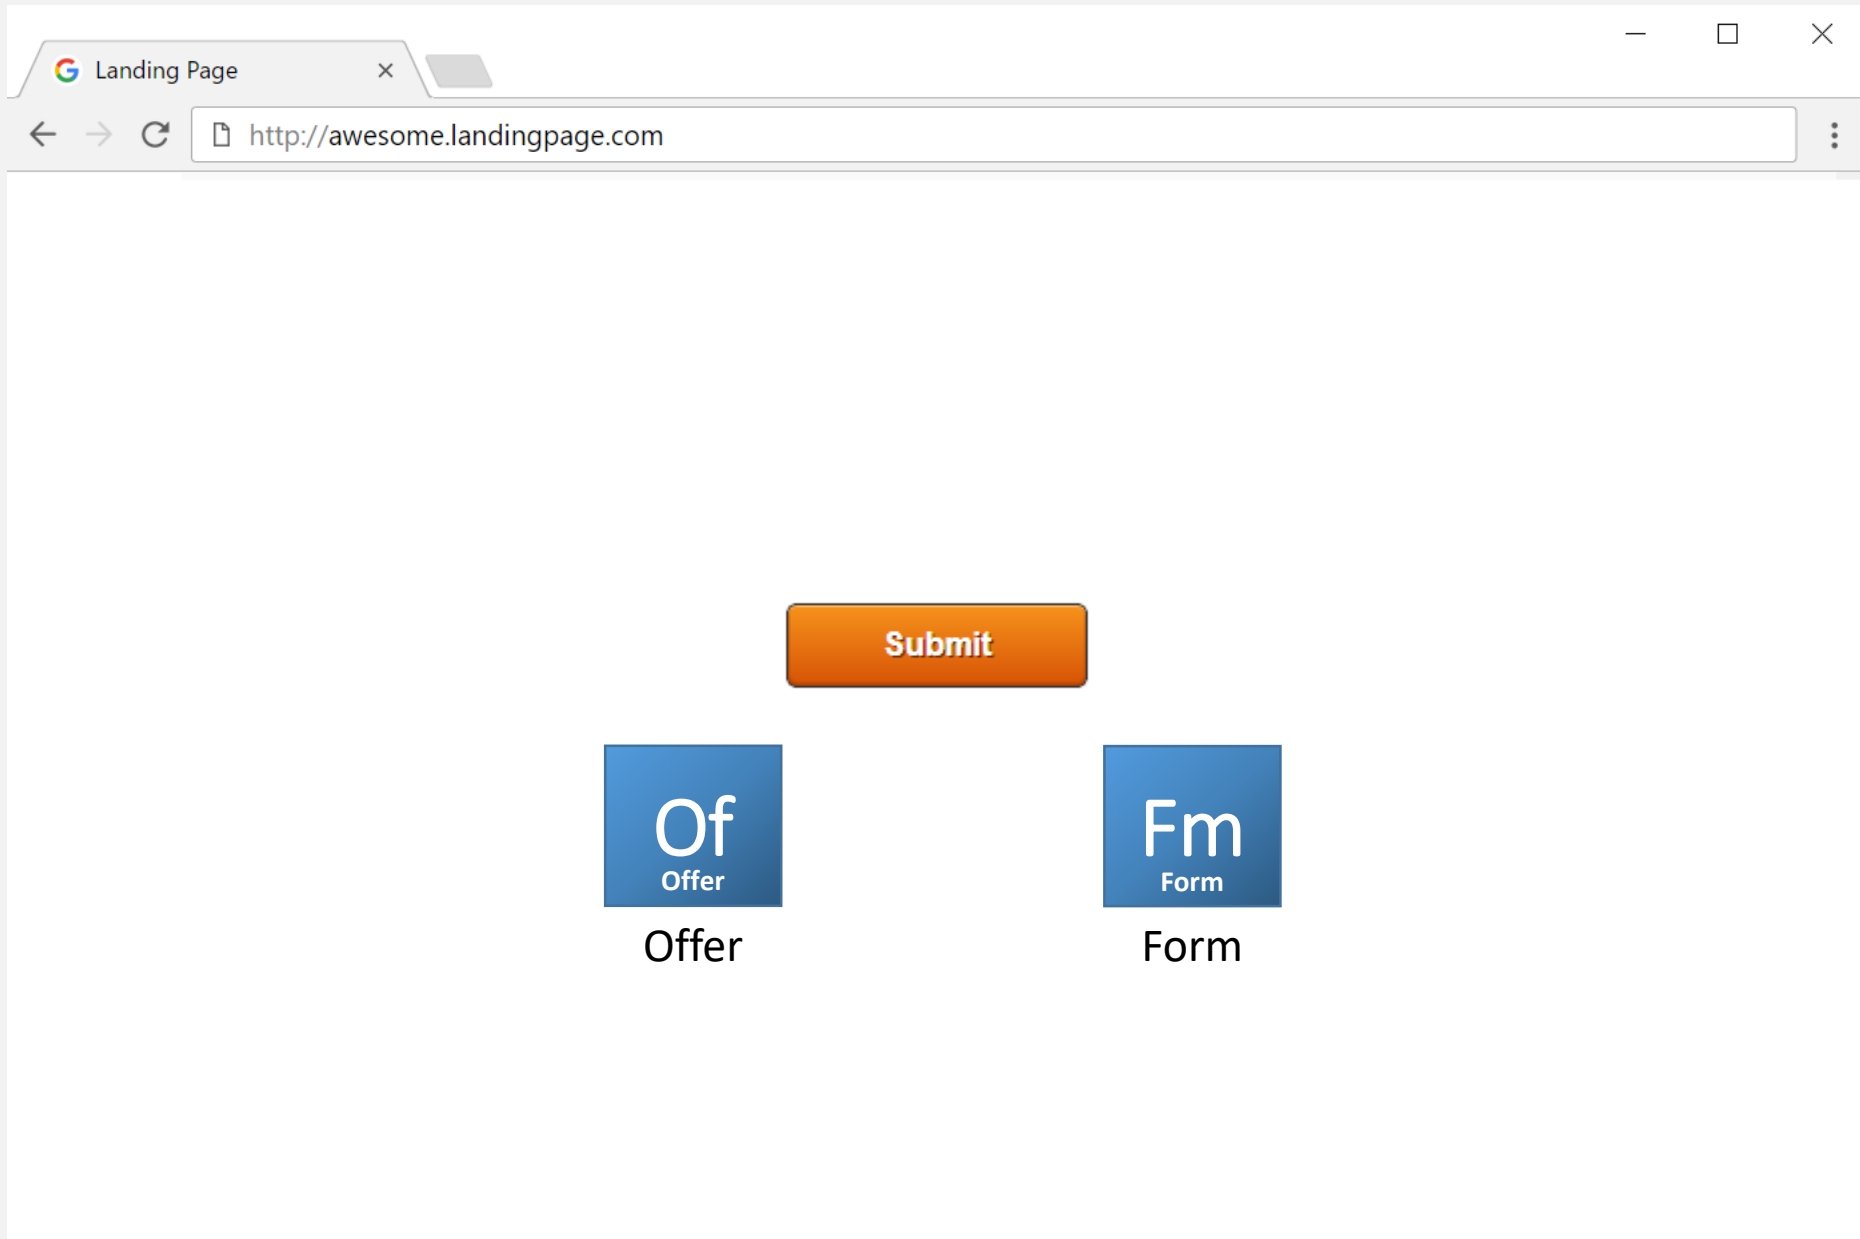 Landing Page
http://awesome.landingpage.com
Submit
Of
Offer
Offer
Fm
Form
Form